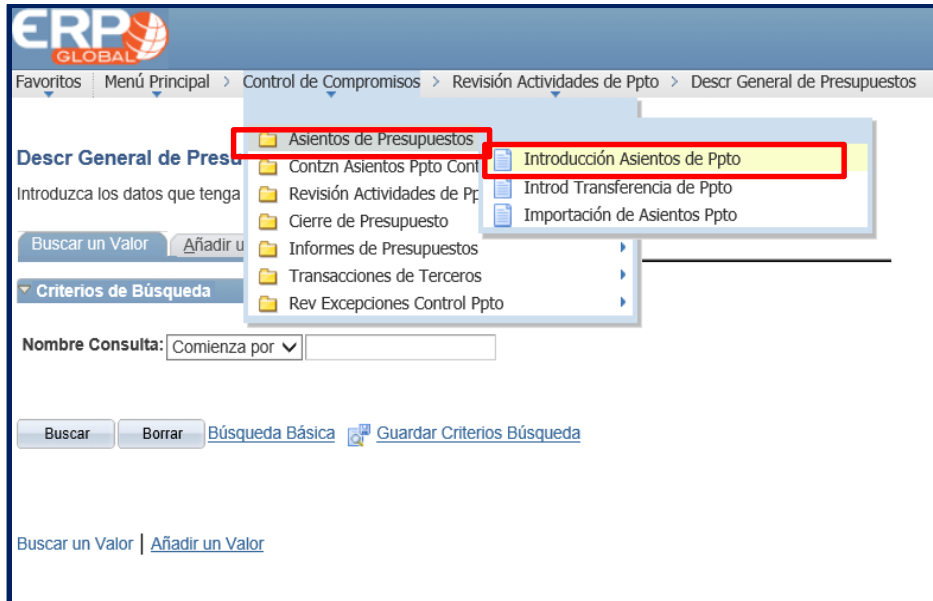 ERP
GLOBAL
Favoritos Menú Principal > Control de Compromisos > Revisión Actividades de Ppto > Descr General de Presupuestos
Asientos de Presupuestos
Descr General de Presu
Contzn Asientos Ppto Cont
Introducción Asientos de Ppto
Introduzca los datos que tenga
Revisión Actividades de Pp
Introd Transferencia de Ppto
Cierre de Presupuesto
Importación de Asientos Ppto
Buscar un Valor Añadir u
Informes de Presupuestos
Transacciones de Terceros
Criterios de Búsqueda
Rev Excepciones Control Ppto
Nombre Consulta: Comienza por
Buscar Borrar Búsqueda Básica Guardar Criterios Búsqueda
Buscar un Valor | Añadir un Valor